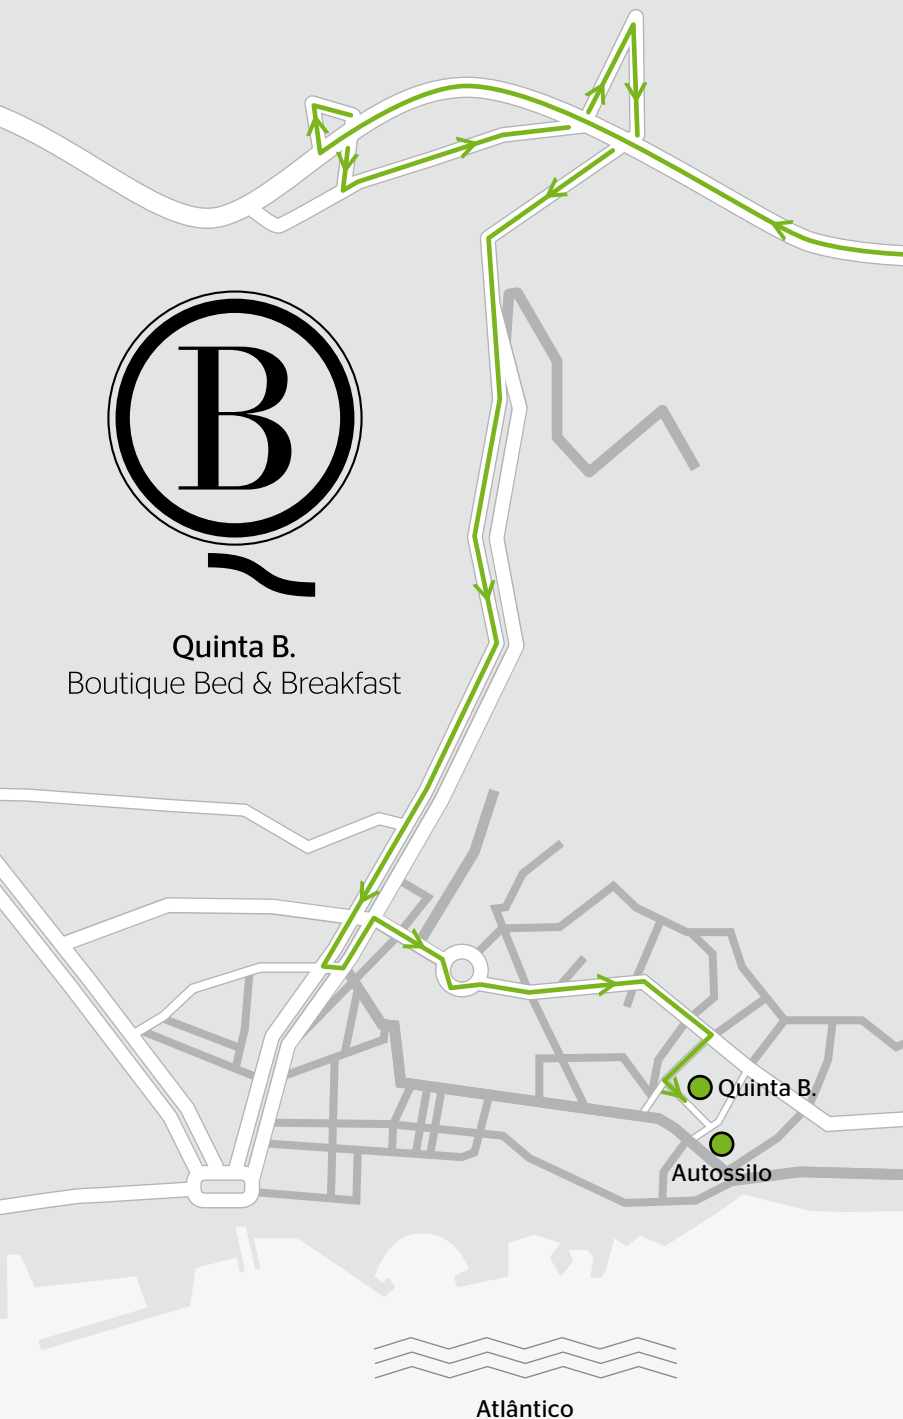 B
Quinta B.
Boutique Bed & Breakfast
Quinta B.
Autossilo
Atlântico